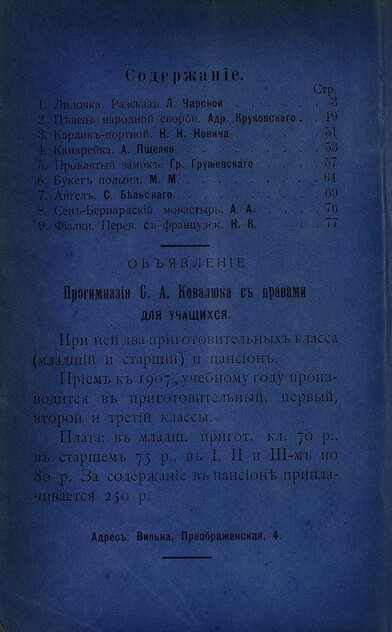 Содержаніе.
Стр.
1. Лидочка. Разсказъ Л. Чарской . . . . . . 3
2. Пѣвецъ народной скорби. Адр. Круковскаго . . 19
3. Карликъ-портной. Н. Н. Новича . . . . . . 51
4. Канарейка. А. Пщелко . . . . . . . . 53
5. Проклятый замокъ. Гр. Гружевскаго . . . . 57
6. Букетъ полыни. М. М. . . . . . . . . 64
7. Ангелъ. С. Бѣльскаго . . . . . . . . 69
8. Сенъ-Бернардскій монастырь. А. А. . . . . 76
9. Фіалки. Перев. съ французск. Н. К. . . . . 77
ОБЪЯВЛЕНІЕ
Прогимназія С. А. Ковалюка съ правами
ДЛЯ УЧАЩИХСЯ.
При ней два приготовительныхъ класса
(младшій и старшій) и пансіонъ.
Пріемъ къ 1907/8 учебному году произ-
водится въ приготовительный, первый,
второй и третій классы.
Плата: въ младш. пригот. кл. 70 р.,
въ старшемъ 75 р., въ I, II и III-мъ по
80 р. За содержаніе въ пансіонѣ припла-
чивается 250 р.
Адресъ: Вильна, Преображенская, 4.